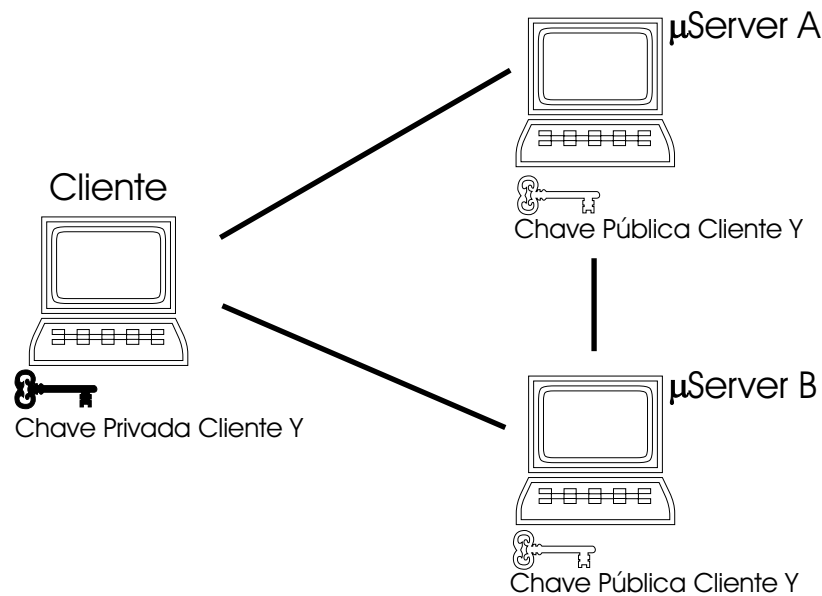 μServer A
Chave Pública Cliente Y
Cliente
Chave Privada Cliente Y
μServer B
Chave Pública Cliente Y